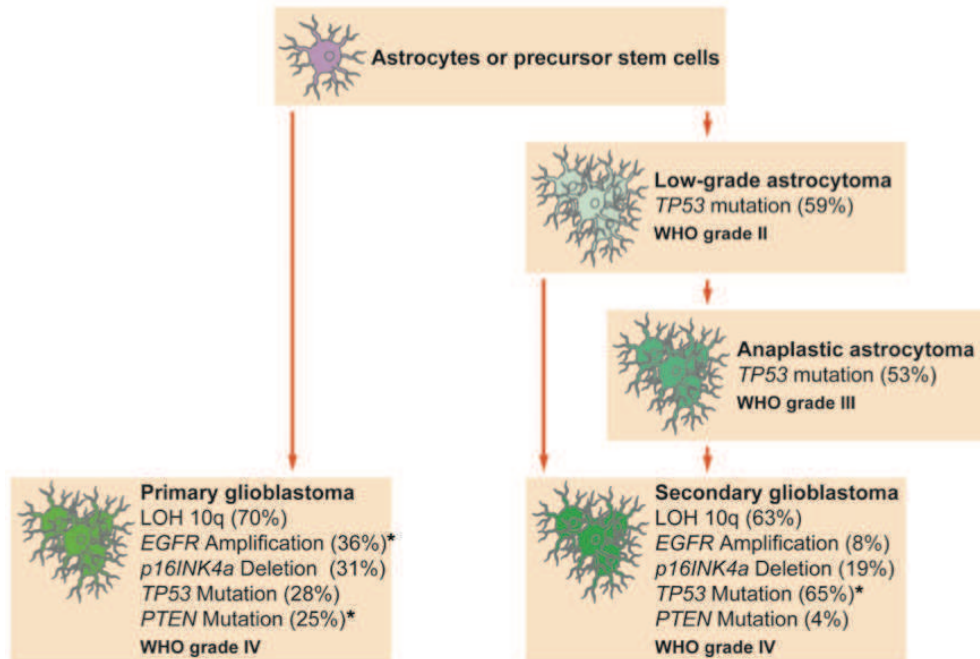 Astrocytes or precursor stem cells
Low-grade astrocytoma
TP53 mutation (59%)
WHO grade II
Anaplastic astrocytoma
TP53 mutation (53%)
WHO grade III
Primary glioblastoma
LOH 10q (70%)
EGFR Amplification (36%)*
p16INK4a Deletion (31%)
TP53 Mutation (28%)
PTEN Mutation (25%)*
WHO grade IV
Secondary glioblastoma
LOH 10q (63%)
EGFR Amplification (8%)
p16INK4a Deletion (19%)
TP53 Mutation (65%)*
PTEN Mutation (4%)
WHO grade IV